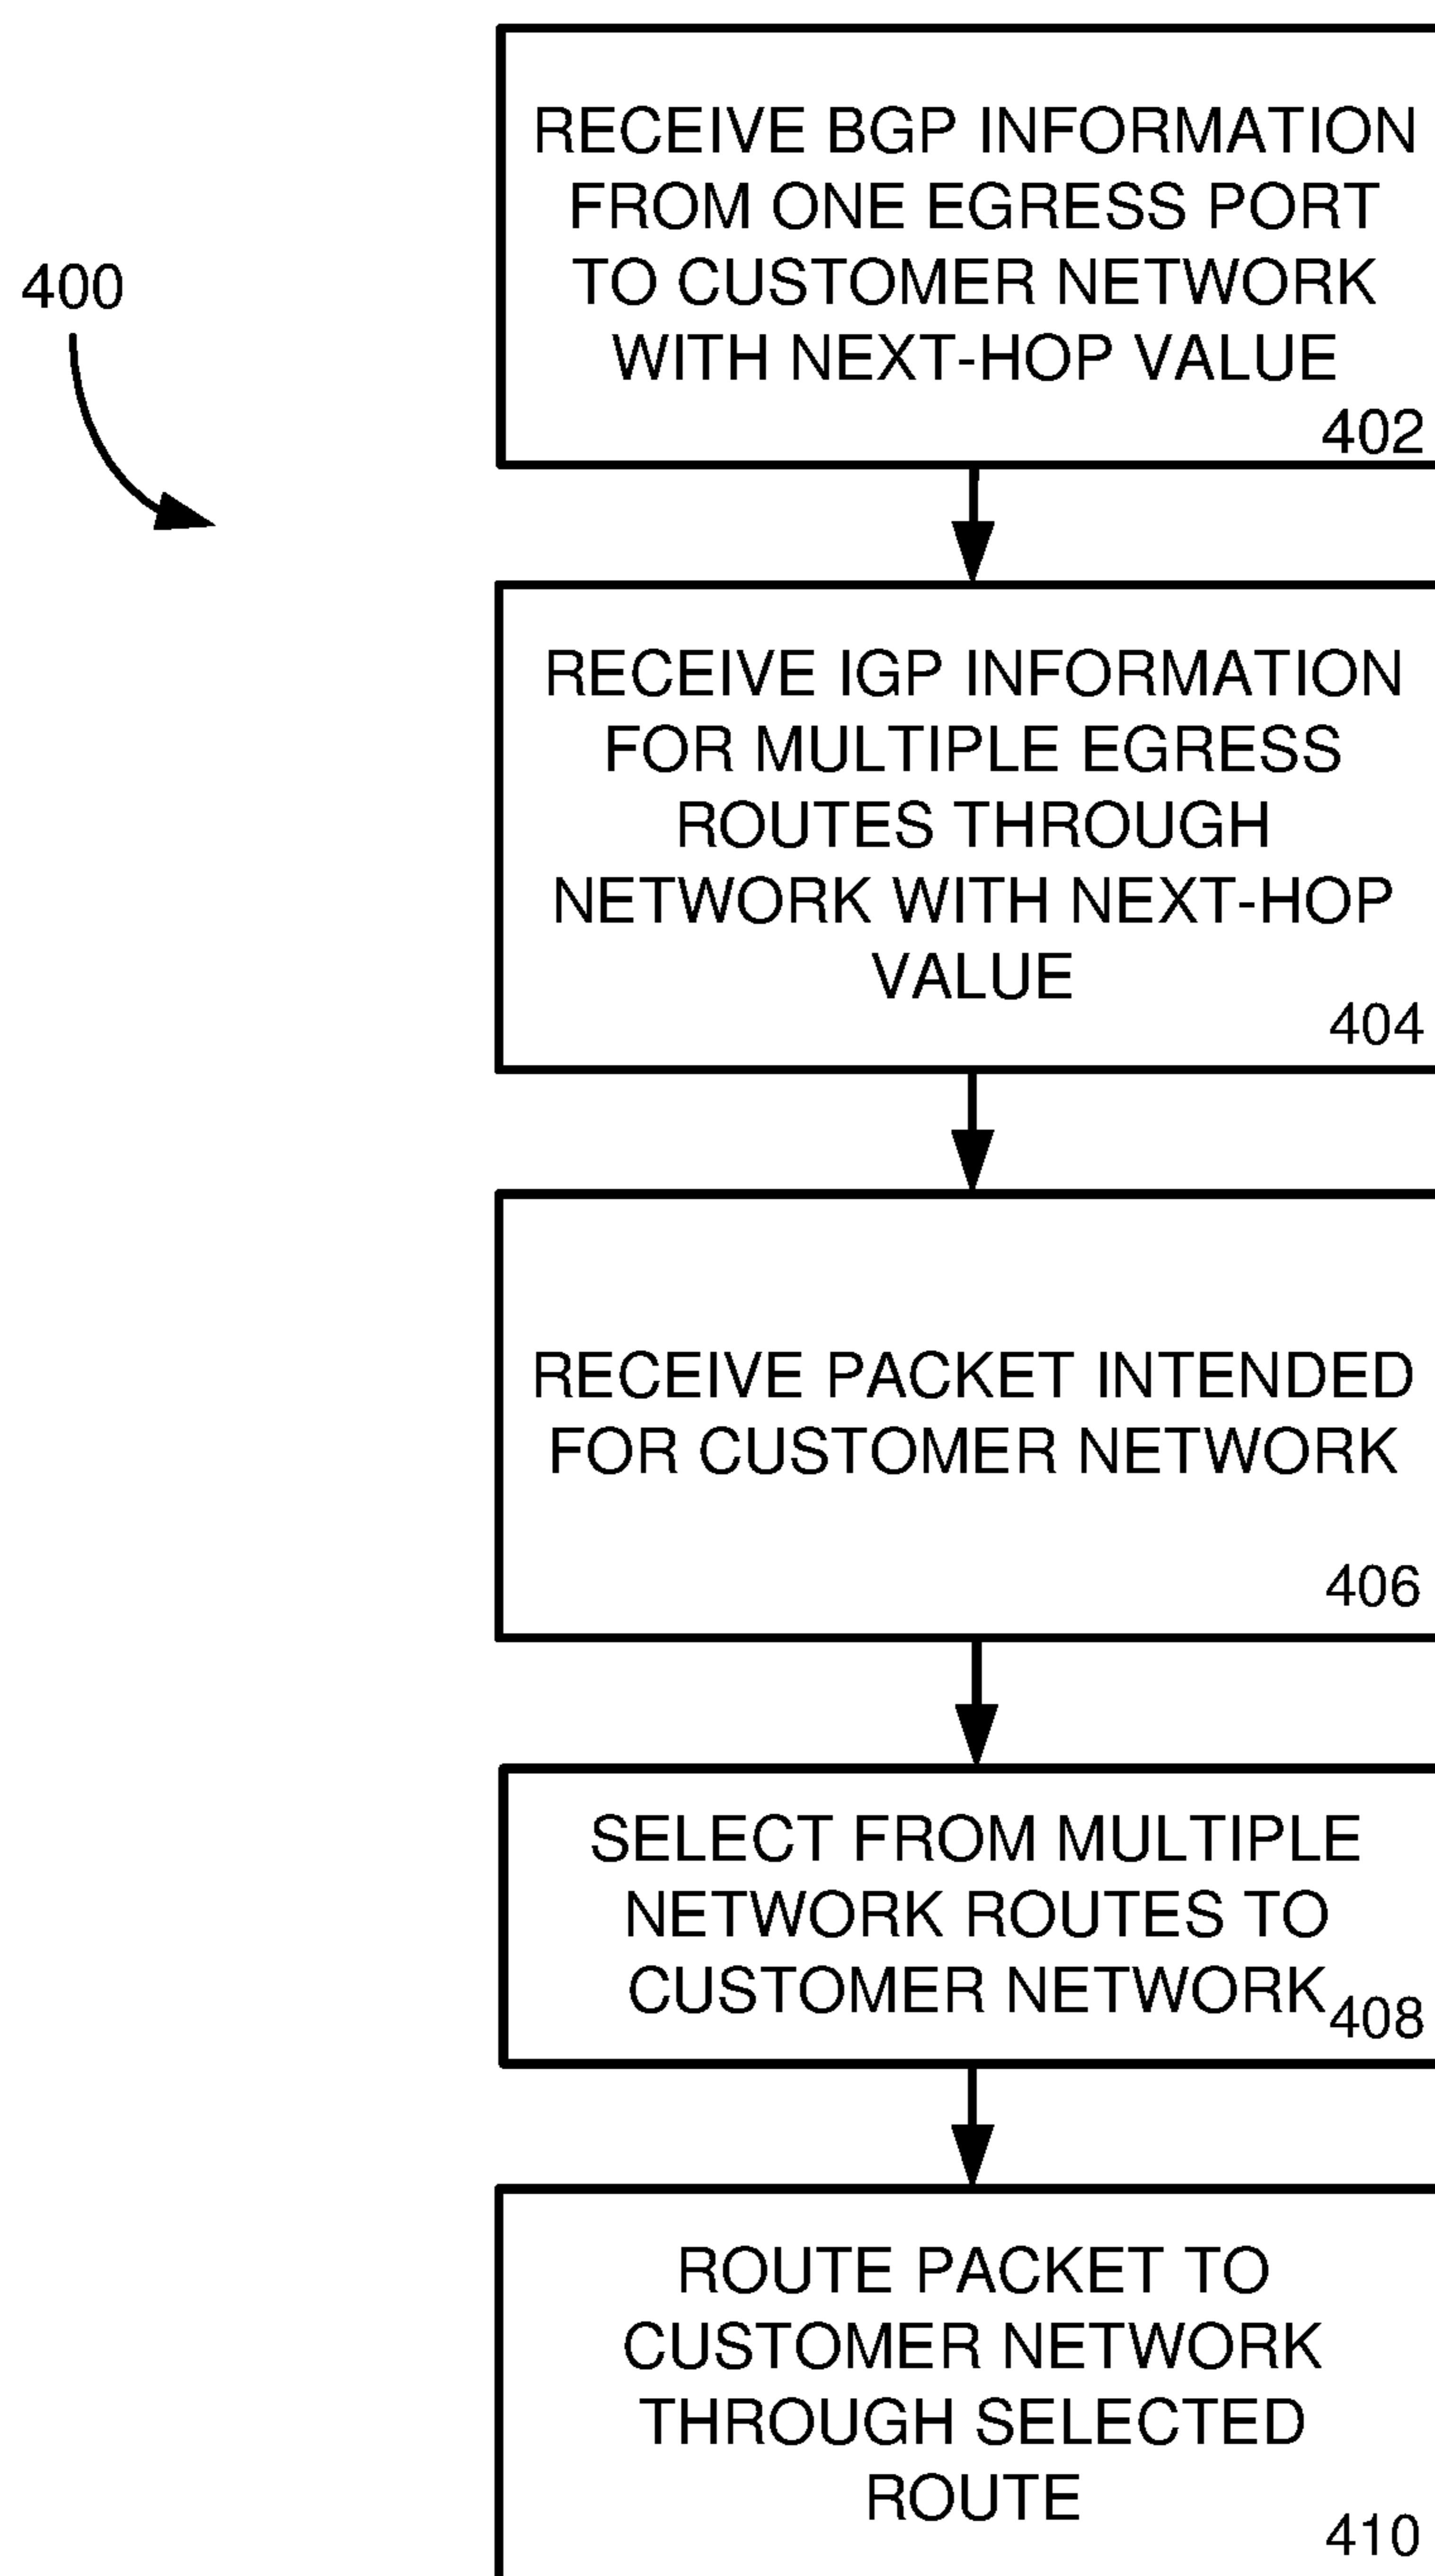 400
RECEIVE BGP INFORMATION
FROM ONE EGRESS PORT
TO CUSTOMER NETWORK
WITH NEXT-HOP VALUE
402
RECEIVE IGP INFORMATION
FOR MULTIPLE EGRESS
ROUTES THROUGH
NETWORK WITH NEXT-HOP
VALUE
404
RECEIVE PACKET INTENDED
FOR CUSTOMER NETWORK
406
SELECT FROM MULTIPLE
NETWORK ROUTES TO
CUSTOMER NETWORK
408
ROUTE PACKET TO
CUSTOMER NETWORK
THROUGH SELECTED
ROUTE
410